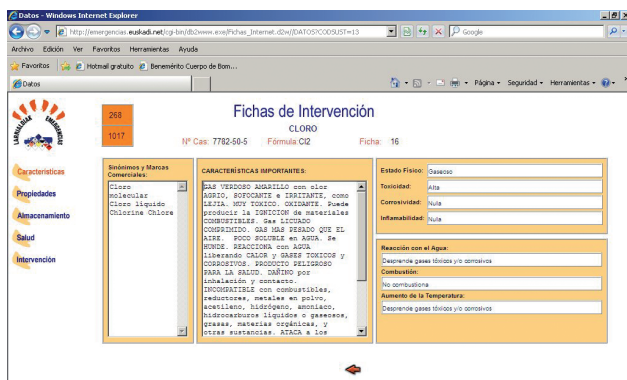 Datos - Windows Internet Explorer
http://emergencias.euskadi.net/cgi-bin/db2www.exe/Fichas_Internet.d2w//DATOS?CODSUST=13
Google
Archivo Edición Ver Favoritos Herramientas Ayuda
Favoritos Hotmail gratuito Benemérito Cuerpo de Bom...
Datos
Página Seguridad Herramientas
LARRIALDIAK EMERGENCIAS
268
1017
Fichas de Intervención
CLORO
Nº Cas: 7782-50-5 Fórmula:Cl2 Ficha: 16
Características
Propiedades
Almacenamiento
Salud
Intervención
Sinónimos y Marcas
Comerciales:
Cloro
molecular
Cloro líquido
Chlorine Chlore
CARACTERÍSTICAS IMPORTANTES:
GAS VERDOSO AMARILLO con olor
AGRIO, SOFOCANTE e IRRITANTE, como
LEJIA. MUY TOXICO. OXIDANTE. Puede
producir la IGNICION de materiales
COMBUSTIBLES. Gas LICUADO
COMPRIMIDO. GAS MAS PESADO QUE EL
AIRE. POCO SOLUBLE en AGUA. Se
HUNDE. REACCIONA con AGUA
liberando CALOR y GASES TOXICOS y
CORROSIVOS. PRODUCTO PELIGROSO
PARA LA SALUD. DAÑINO por
inhalación y contacto.
INCOMPATIBLE con combustibles,
reductores, metales en polvo,
acetileno, hidrógeno, amoniaco,
hidrocarburos líquidos o gaseosos,
grasas, materias orgánicas, y
otras sustancias. ATACA a los
Estado Físico: Gaseoso
Toxicidad: Alta
Corrosividad: Nula
Inflamabilidad: Nula
Reacción con el Agua:
Desprende gases tóxicos y/o corrosivos
Combustión:
No combustiona
Aumento de la Temperatura:
Desprende gases tóxicos y/o corrosivos